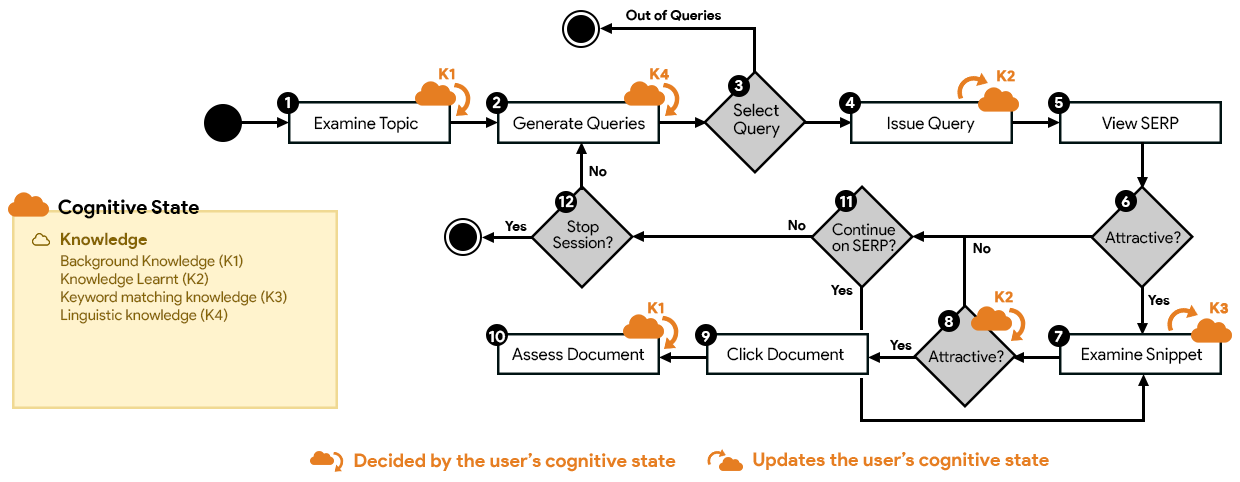 Out of Queries
K1
K4
K2
1
2
3
4
5
Examine Topic
Generate Queries
Select
Query
Issue Query
View SERP
No
12
11
6
Cognitive State
Yes
Stop
Session?
No
Continue
on SERP?
No
Attractive?
Knowledge
Background Knowledge (K1)
Knowledge Learnt (K2)
Keyword matching knowledge (K3)
Linguistic knowledge (K4)
Yes
Yes
K1
K2
K3
10
9
8
7
Assess Document
Click Document
Yes
Attractive?
Examine Snippet
Decided by the user's cognitive state
Updates the user's cognitive state